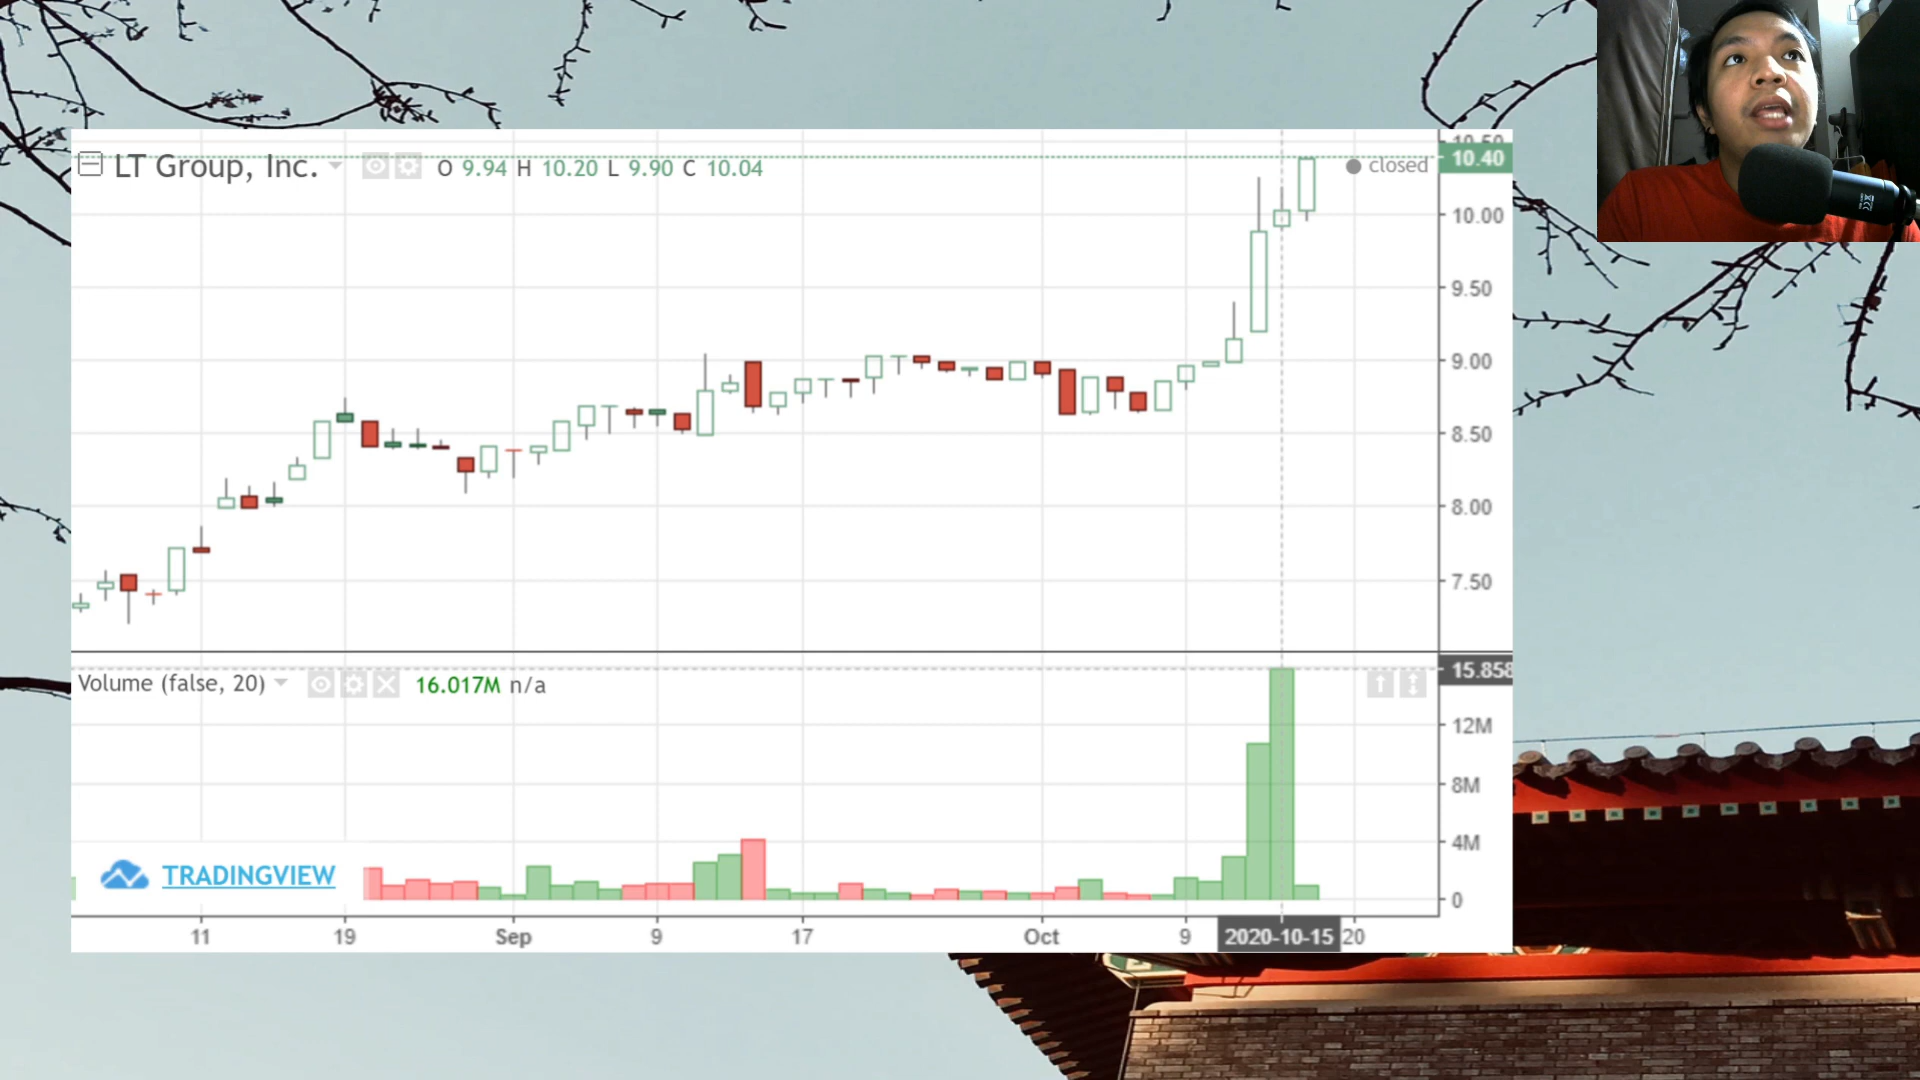 10.50
LT Group, Inc. O 9.94 H 10.20 L 9.90 C 10.04
closed
10.40
10.00
9.50
9.00
8.50
8.00
7.50
Volume (false, 20) 16.017M n/a
15.858
12M
8M
4M
0
TRADINGVIEW
11 19 Sep 9 17 Oct 9 2020-10-15 20